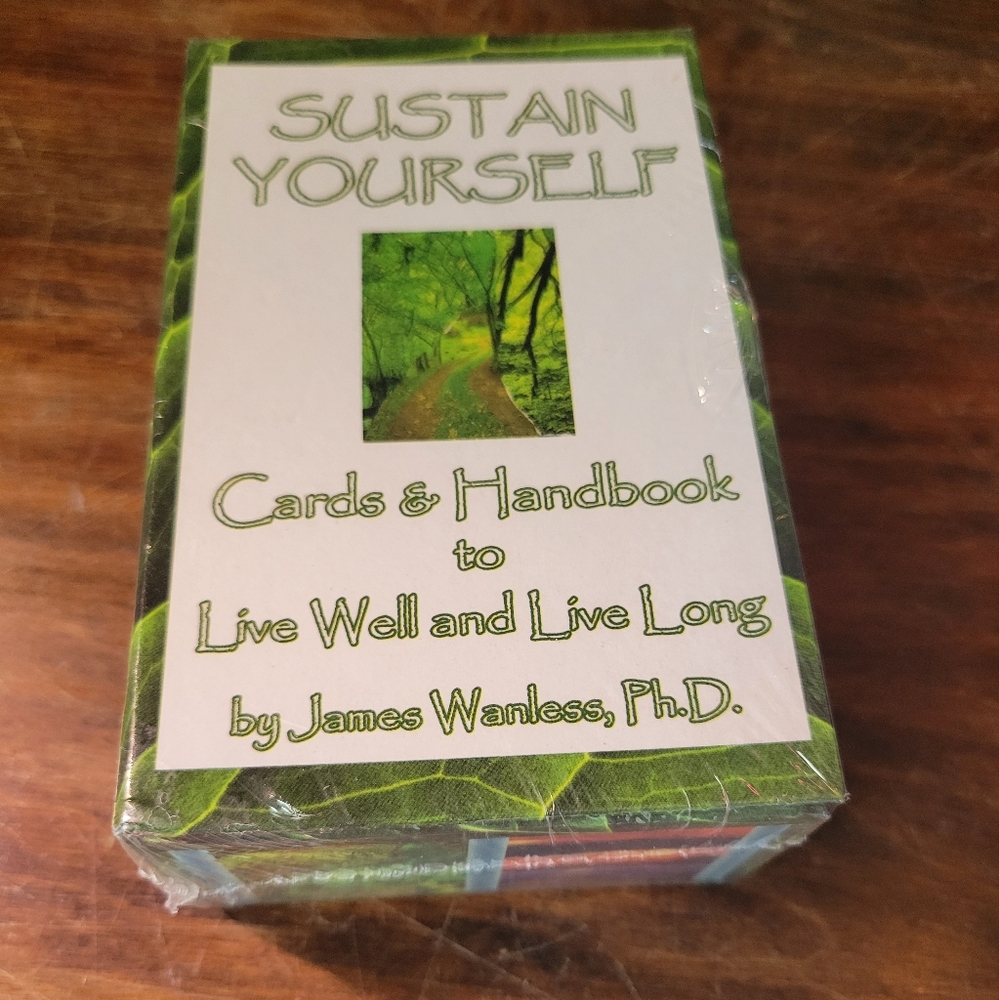 SUSTAIN
YOURSELF
Cards & Handbook
to
Live Well and Live Long
by James Wanless, Ph.D.